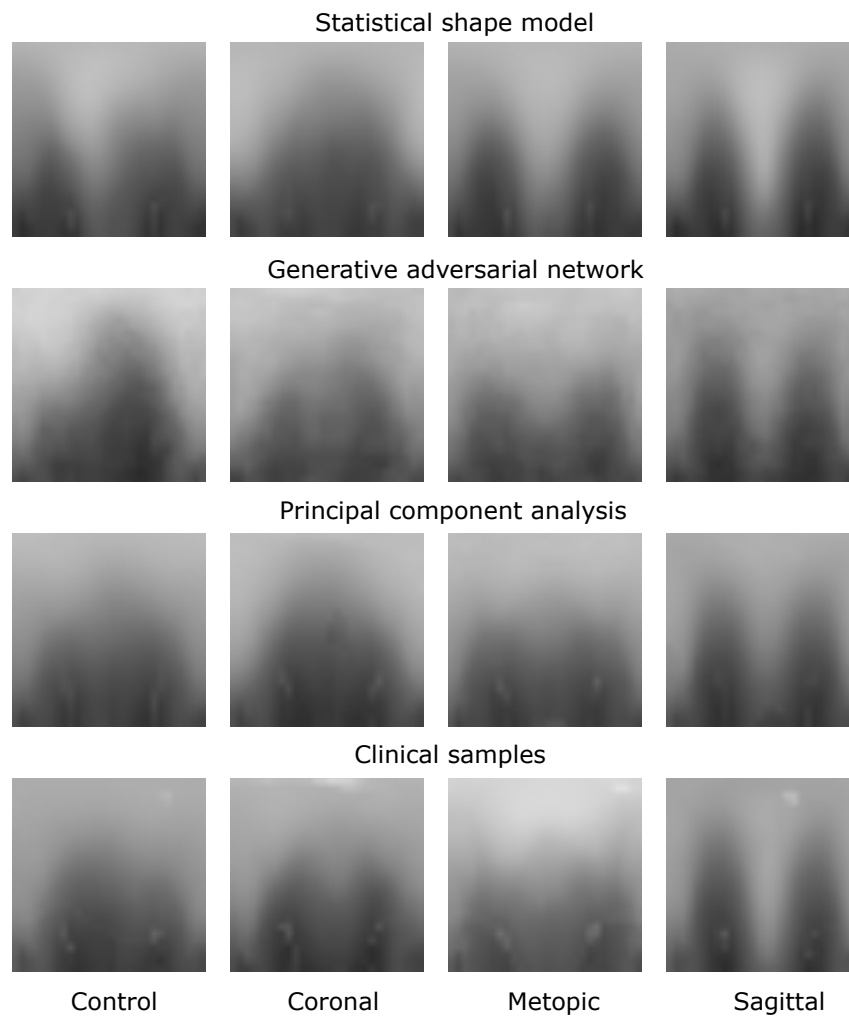 Statistical shape model
Generative adversarial network
Principal component analysis
Clinical samples
Control Coronal Metopic Sagittal